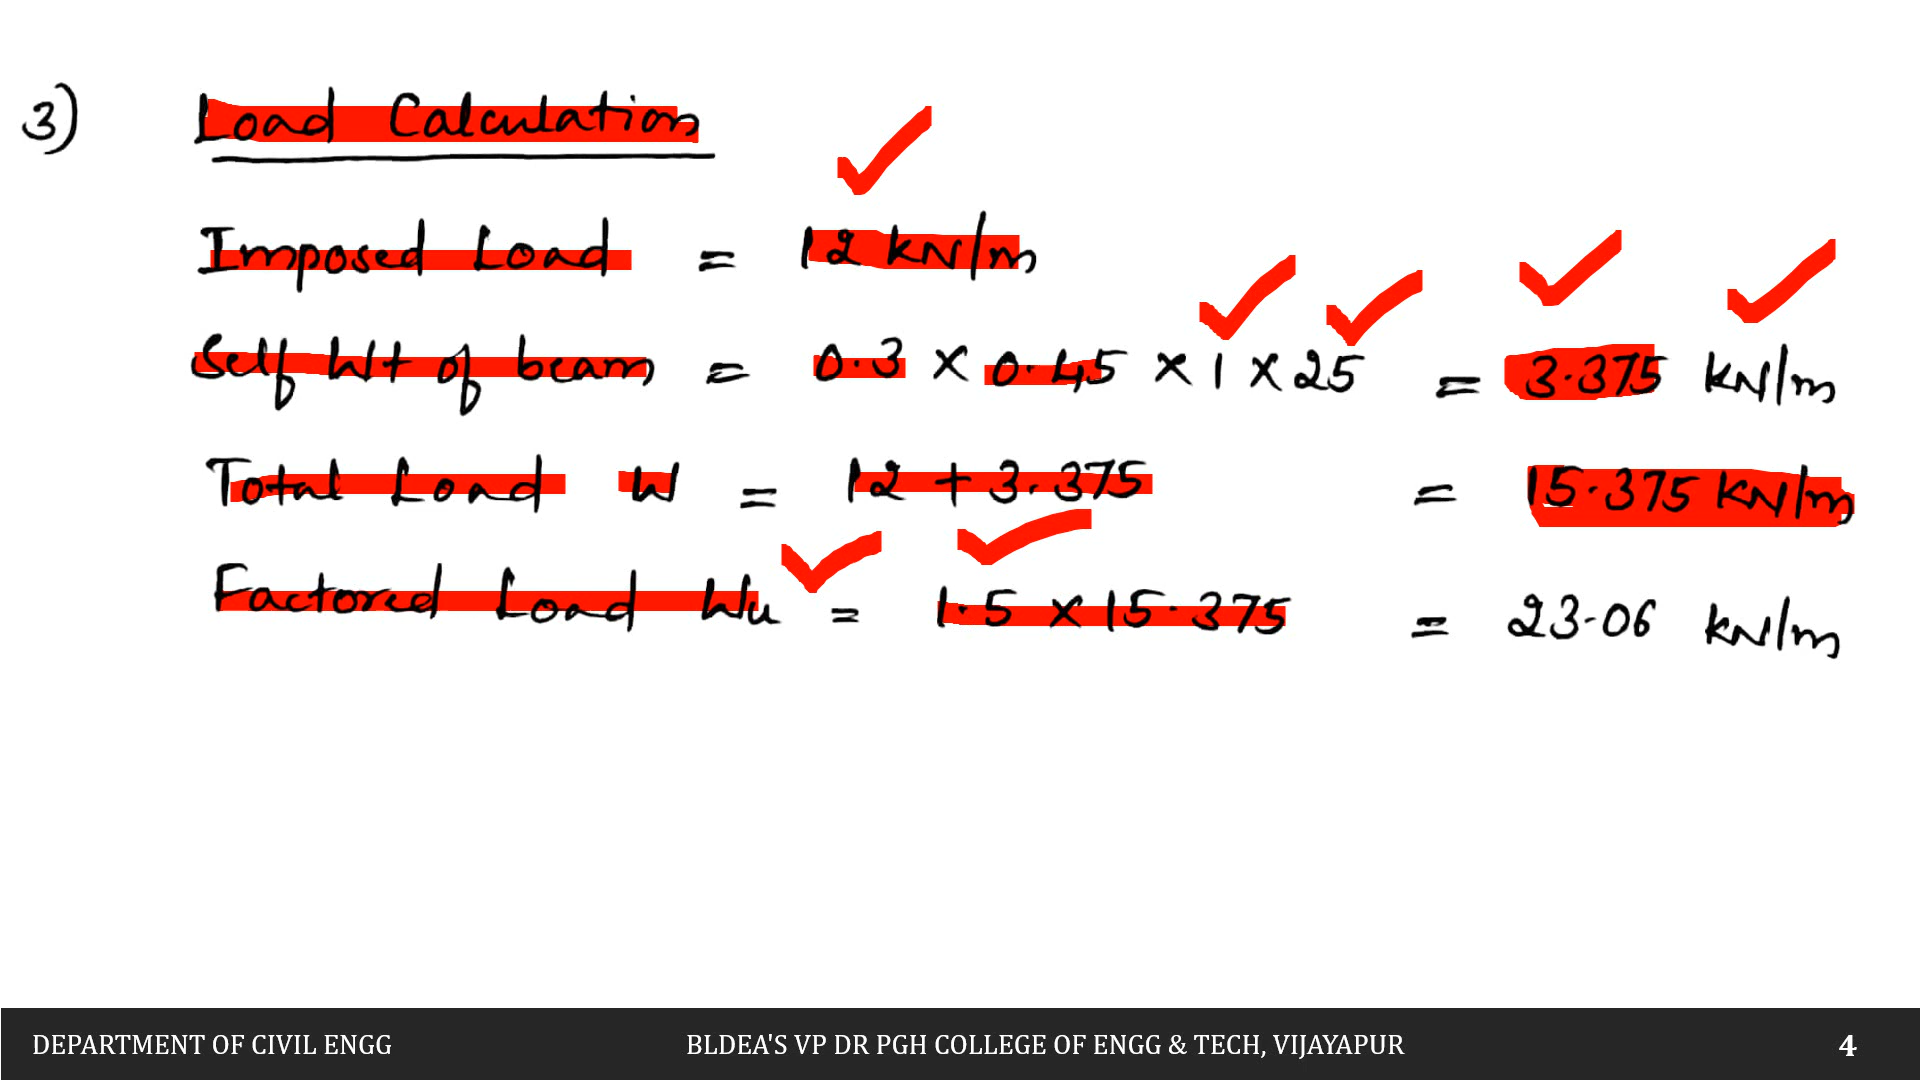 3) Load Calculation
Imposed Load = 12 kN/m
Self Wt of beam = 0.3 x 0.45 x 1 x 25 = 3.375 kN/m
Total Load W = 12 + 3.375 = 15.375 kN/m
Factored Load Wu = 1.5 x 15.375 = 23.06 kN/m
DEPARTMENT OF CIVIL ENGG BLDEA'S VP DR PGH COLLEGE OF ENGG & TECH, VIJAYAPUR 4